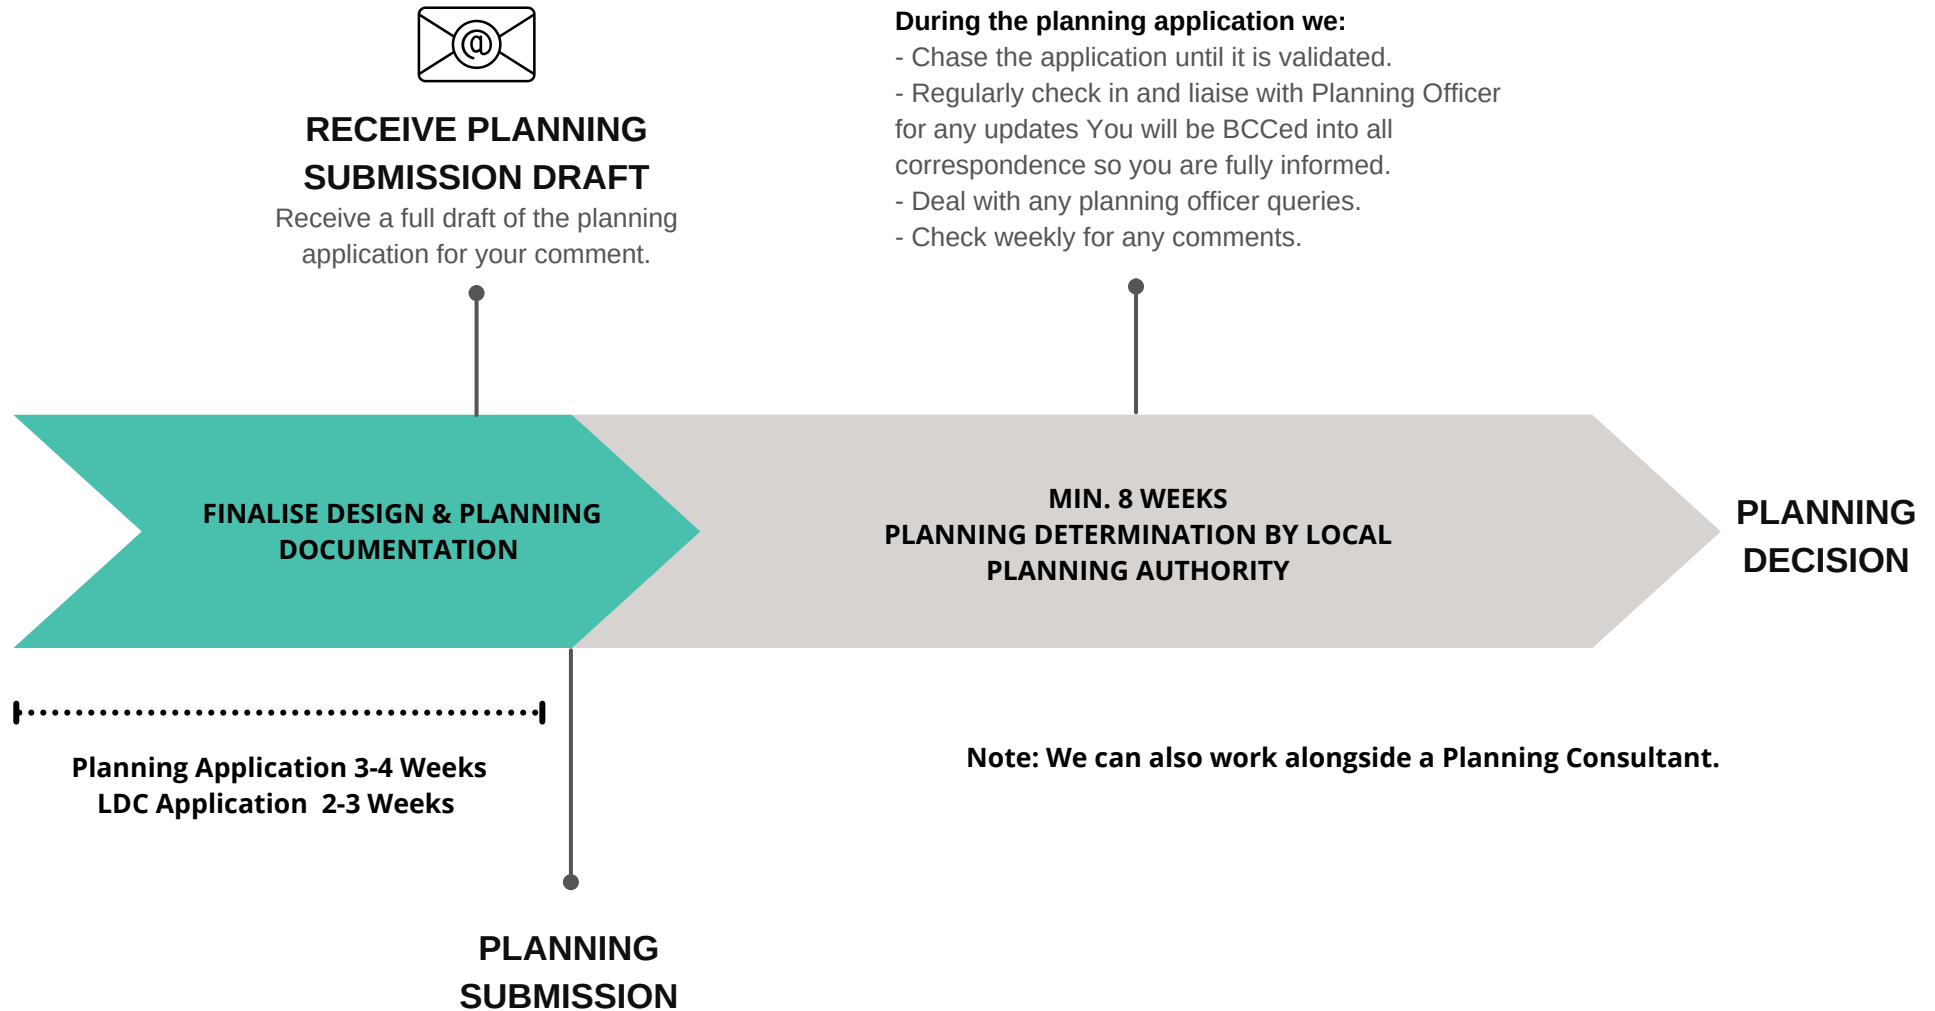 RECEIVE PLANNING
SUBMISSION DRAFT
Receive a full draft of the planning
application for your comment.
During the planning application we:
- Chase the application until it is validated.
- Regularly check in and liaise with Planning Officer
for any updates You will be BCCed into all
correspondence so you are fully informed.
- Deal with any planning officer queries.
- Check weekly for any comments.
FINALISE DESIGN & PLANNING
DOCUMENTATION
MIN. 8 WEEKS
PLANNING DETERMINATION BY LOCAL
PLANNING AUTHORITY
PLANNING
DECISION
Planning Application 3-4 Weeks
LDC Application  2-3 Weeks
Note: We can also work alongside a Planning Consultant.
PLANNING
SUBMISSION